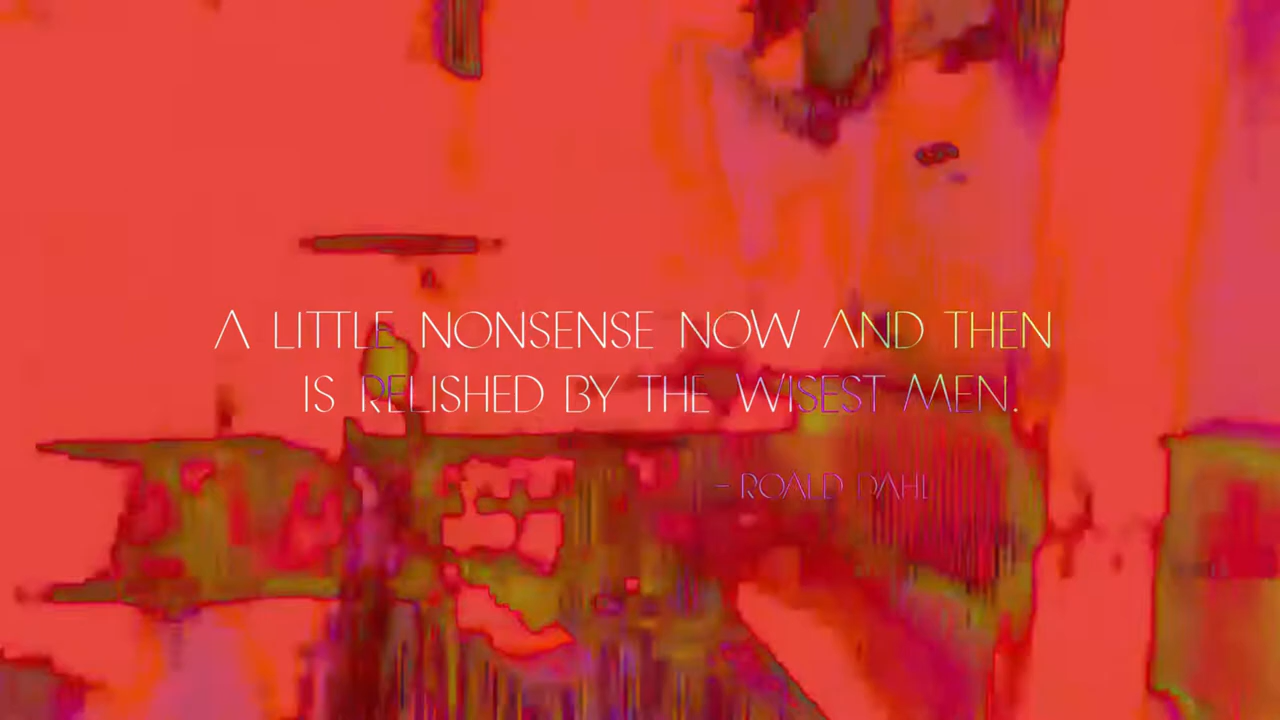 A LITTLE NONSENSE NOW AND THEN
IS RELISHED BY THE WISEST MEN.
- ROALD DAHL